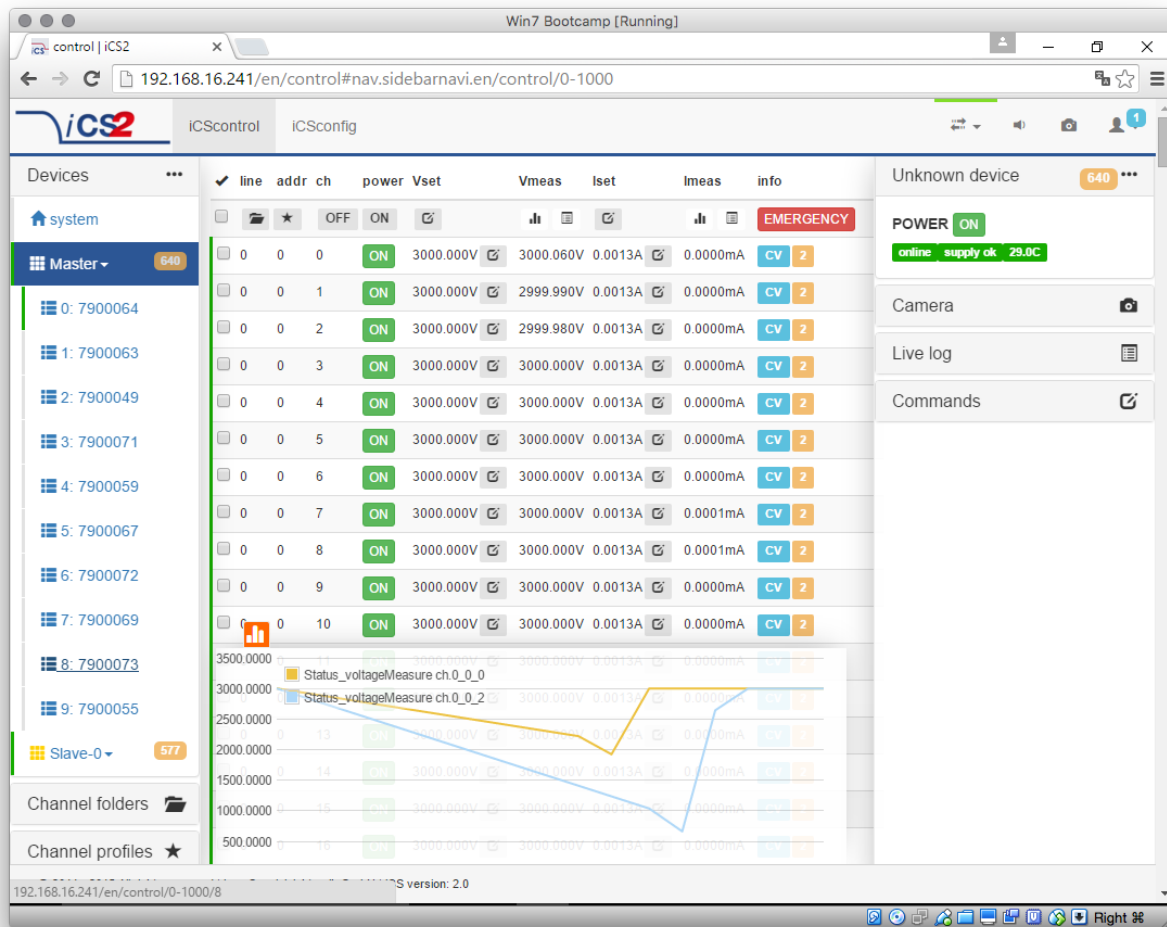 Win7 Bootcamp [Running]
control | iCS2
192.168.16.241/en/control#nav.sidebarnavi.en/control/0-1000
iCS2 iCScontrol iCSconfig 1
Devices
system
Master 640
0: 7900064
1: 7900063
2: 7900049
3: 7900071
4: 7900059
5: 7900067
6: 7900072
7: 7900069
8: 7900073
9: 7900055
Slave-0 577
Channel folders
Channel profiles
line addr ch power Vset Vmeas Iset Imeas info
OFF ON EMERGENCY
0 0 0 ON 3000.000V 3000.060V 0.0013A 0.0000mA CV 2
0 0 1 ON 3000.000V 2999.990V 0.0013A 0.0000mA CV 2
0 0 2 ON 3000.000V 2999.980V 0.0013A 0.0000mA CV 2
0 0 3 ON 3000.000V 3000.000V 0.0013A 0.0000mA CV 2
0 0 4 ON 3000.000V 3000.000V 0.0013A 0.0000mA CV 2
0 0 5 ON 3000.000V 3000.000V 0.0013A 0.0000mA CV 2
0 0 6 ON 3000.000V 3000.000V 0.0013A 0.0000mA CV 2
0 0 7 ON 3000.000V 3000.000V 0.0013A 0.0001mA CV 2
0 0 8 ON 3000.000V 3000.000V 0.0013A 0.0001mA CV 2
0 0 9 ON 3000.000V 3000.000V 0.0013A 0.0000mA CV 2
0 0 10 ON 3000.000V 3000.000V 0.0013A 0.0000mA CV 2
3500.0000
3000.0000
2500.0000
2000.0000
1500.0000
1000.0000
500.0000
Status_voltageMeasure ch.0_0_0
Status_voltageMeasure ch.0_0_2
Unknown device 640
POWER ON
online supply ok 29.0C
Camera
Live log
Commands
version: 2.0
192.168.16.241/en/control/0-1000/8
Right ⌘